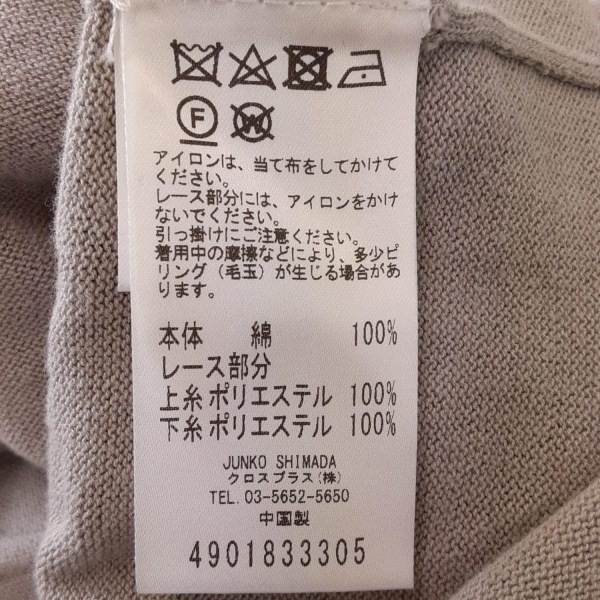 F W
アイロンは、当て布をしてかけて
ください。
レース部分には、アイロンをかけ
ないでください。
引っ掛けにご注意ください。
着用中の摩擦などにより、多少ピ
リング（毛玉）が生じる場合があ
ります。
本体 綿 100%
レース部分
上糸 ポリエステル 100%
下糸 ポリエステル 100%
JUNKO SHIMADA
クロスプラス(株)
TEL. 03-5652-5650
中国製
4901833305